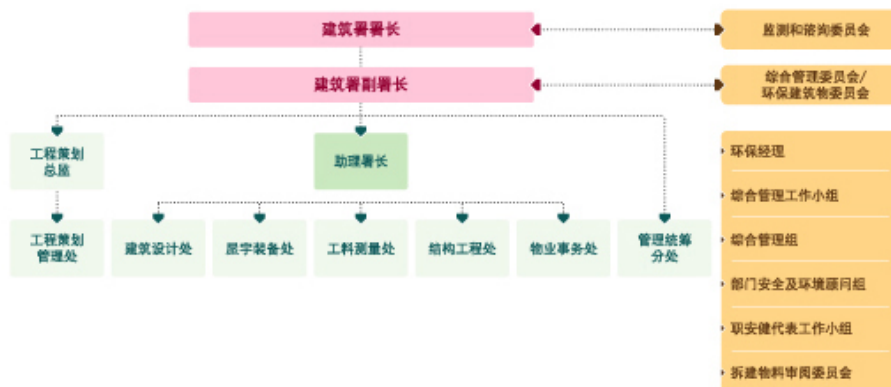 建筑署署长
监测和谘询委员会
建筑署副署长
综合管理委员会/
环保建筑物委员会
工程策划
总监
助理署长
工程策划
管理处
建筑设计处
屋宇装备处
工料测量处
结构工程处
物业事务处
管理统筹
分处
环保经理
综合管理工作小组
综合管理组
部门安全及环境顾问组
职安健代表工作小组
拆建物料审阅委员会